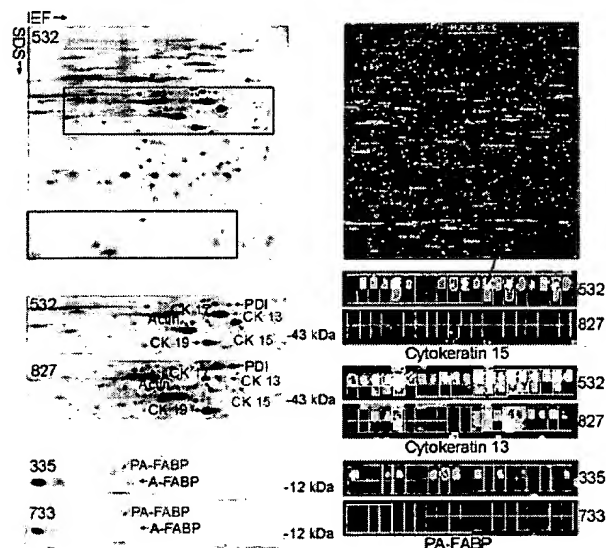 IEF→
SDS→
532
532
CK 17
PDI
Actin
CK 13
CK 19
CK 15
-43 kDa
827
PDI
CK 13
Actin
CK 15
CK 19
-43 kDa
335
PA-FABP
A-FABP
-12 kDa
733
PA-FABP
A-FABP
-12 kDa
532
827
Cytokeratin 15
532
827
Cytokeratin 13
335
733
PA-FABP